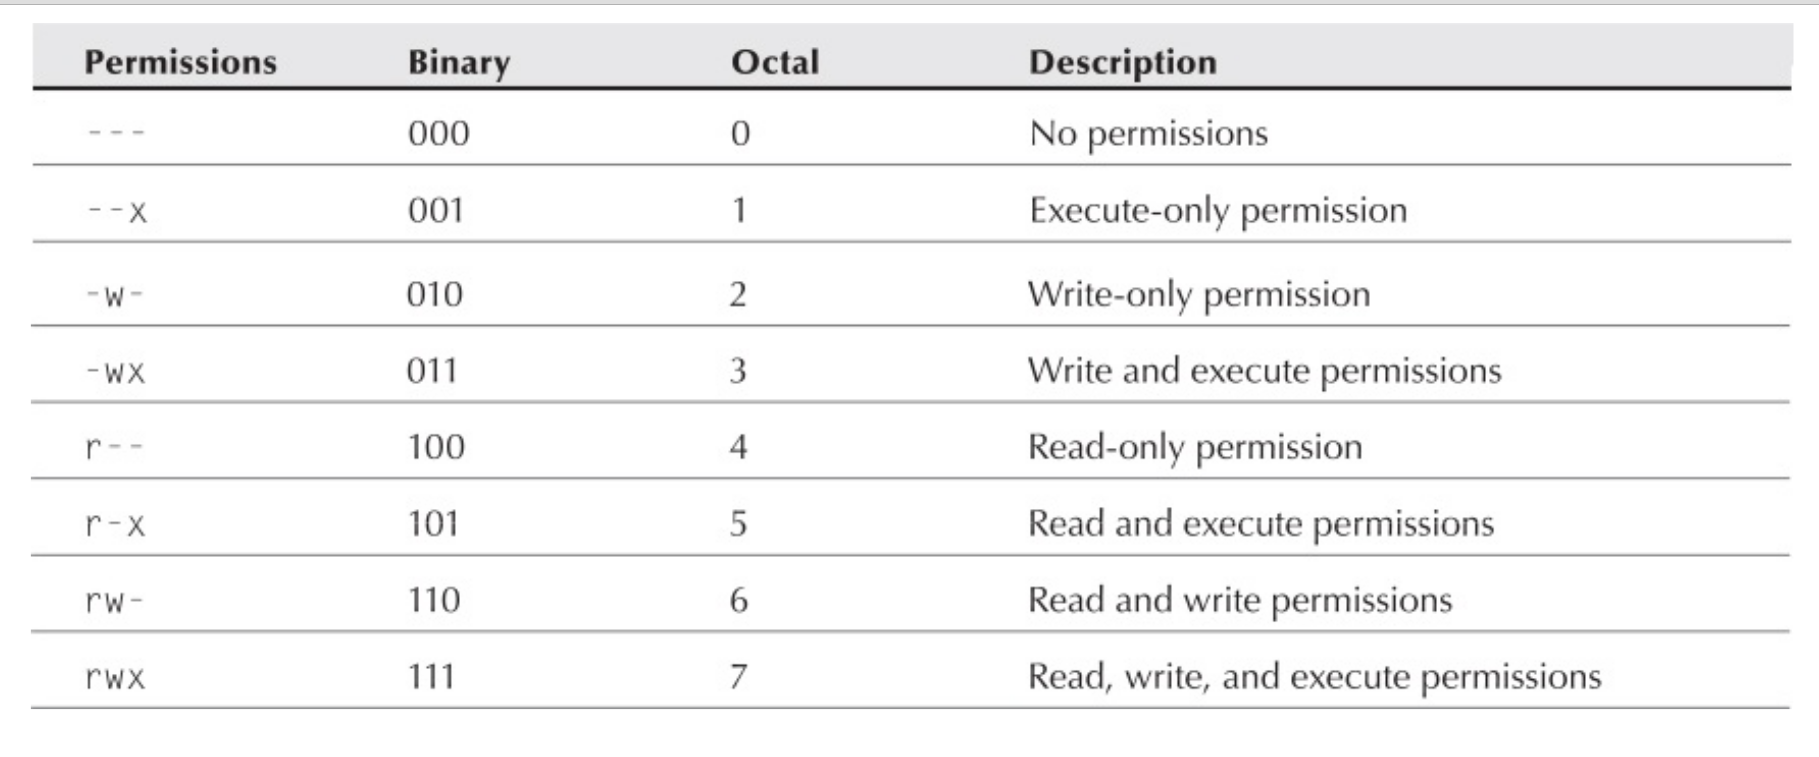 Permissions Binary Octal Description
--- 000 0 No permissions
--x 001 1 Execute-only permission
-w- 010 2 Write-only permission
-wx 011 3 Write and execute permissions
r-- 100 4 Read-only permission
r-x 101 5 Read and execute permissions
rw- 110 6 Read and write permissions
rwx 111 7 Read, write, and execute permissions